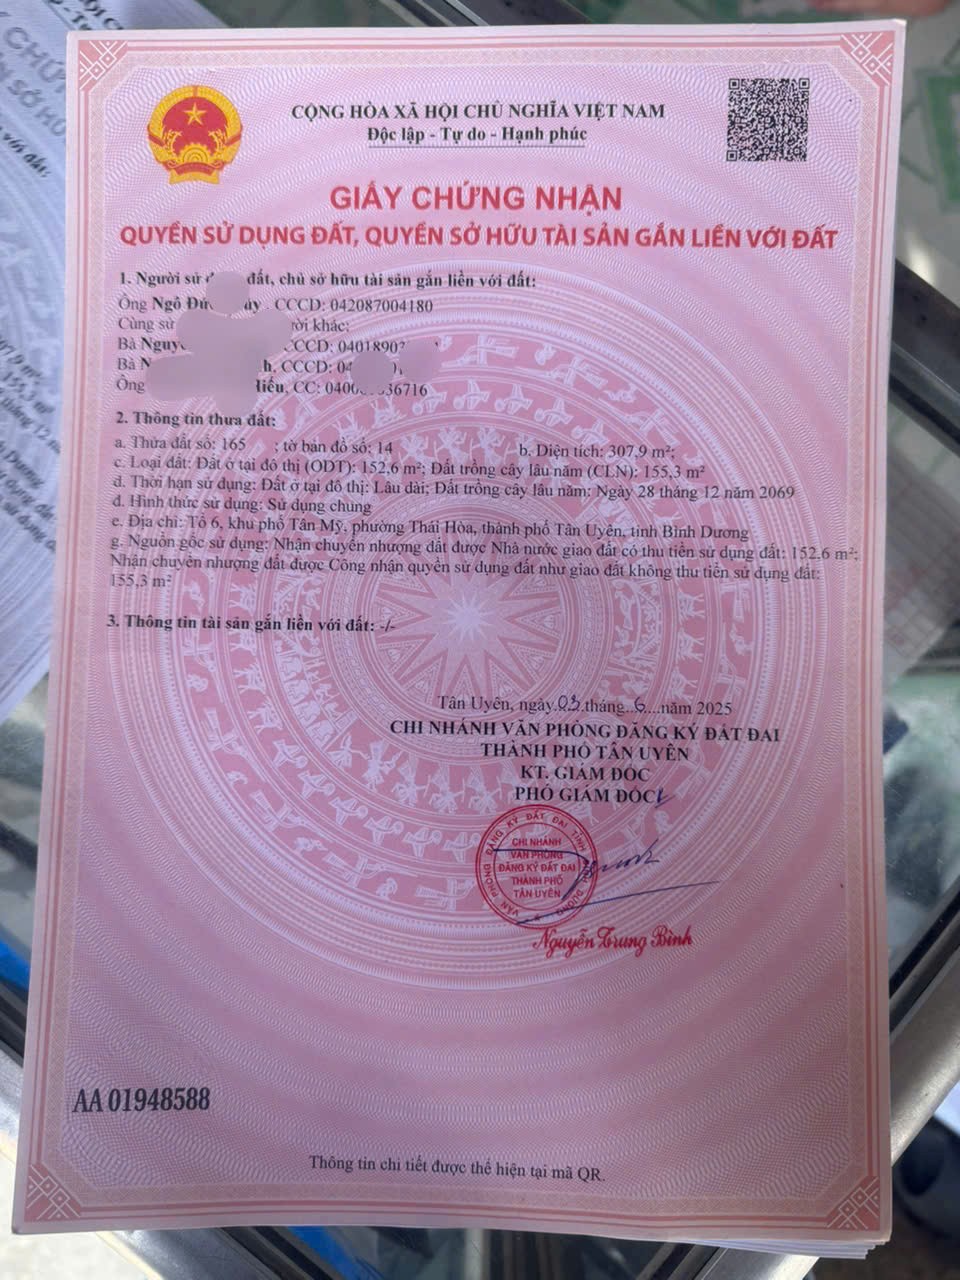 CỘNG HÒA XÃ HỘI CHỦ NGHĨA VIỆT NAM
Độc lập - Tự do - Hạnh phúc
GIẤY CHỨNG NHẬN
QUYỀN SỬ DỤNG ĐẤT, QUYỀN SỞ HỮU TÀI SẢN GẮN LIỀN VỚI ĐẤT
1. Người sử đất, chủ sở hữu tài sản gắn liền với đất:
Ông Ngô CCCD: 042087004180
Cùng sử khác:
Bà CCCD:
Bà CCCD:
Ông Hiếu, CC:
2. Thông tin thửa đất:
a. Thửa đất số: 165 ; tờ bản đồ số: 14 b. Diện tích: 307,9 m²;
c. Loại đất: Đất ở tại đô thị (ODT): 152,6 m²; Đất trồng cây lâu năm (CLN): 155,3 m²
d. Thời hạn sử dụng: Đất ở tại đô thị: Lâu dài; Đất trồng cây lâu năm: Ngày 28 tháng 12 năm 2069
đ. Hình thức sử dụng: Sử dụng chung
e. Địa chỉ: Tổ 6, khu phố Tân Mỹ, phường Thái Hòa, thành phố Tân Uyên, tỉnh Bình Dương
g. Nguồn gốc sử dụng: Nhận chuyển nhượng đất được Nhà nước giao đất có thu tiền sử dụng đất: 152,6 m²;
Nhận chuyển nhượng đất được Công nhận quyền sử dụng đất như giao đất không thu tiền sử dụng đất:
155,3 m²
3. Thông tin tài sản gắn liền với đất: -/-
Tân Uyên, ngày 03 tháng 6 năm 2025
CHI NHÁNH VĂN PHÒNG ĐĂNG KÝ ĐẤT ĐAI
THÀNH PHỐ TÂN UYÊN
KT. GIÁM ĐỐC
PHÓ GIÁM ĐỐC
VĂN PHÒNG ĐĂNG KÝ ĐẤT ĐAI TỈNH DƯƠNG
CHI NHÁNH
VĂN PHÒNG
ĐĂNG KÝ ĐẤT ĐAI
THÀNH PHỐ
TÂN UYÊN
Nguyễn Trung Bình
AA 01948588
Thông tin chi tiết được thể hiện tại mã QR.